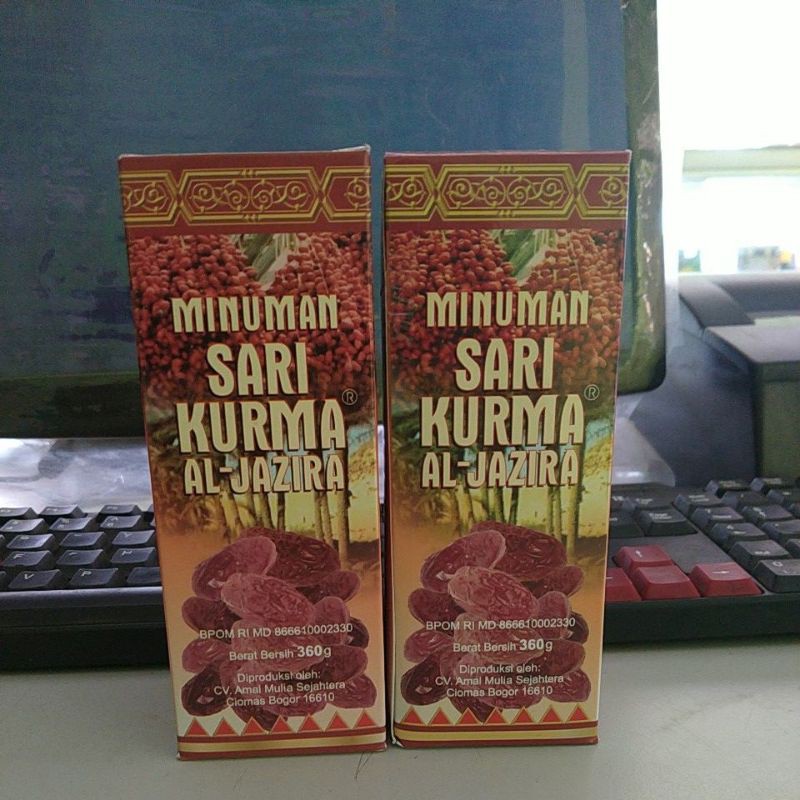 MINUMAN
SARI
KURMA®
AL-JAZIRA
BPOM RI MD 866610002330
Berat Bersih 360g
Diproduksi oleh:
CV. Amal Mulia Sejahtera
Ciomas Bogor 16610
MINUMAN
SARI
KURMA®
AL-JAZIRA
BPOM RI MD 866610002330
Berat Bersih 360g
Diproduksi oleh:
CV. Amal Mulia Sejahtera
Ciomas Bogor 16610